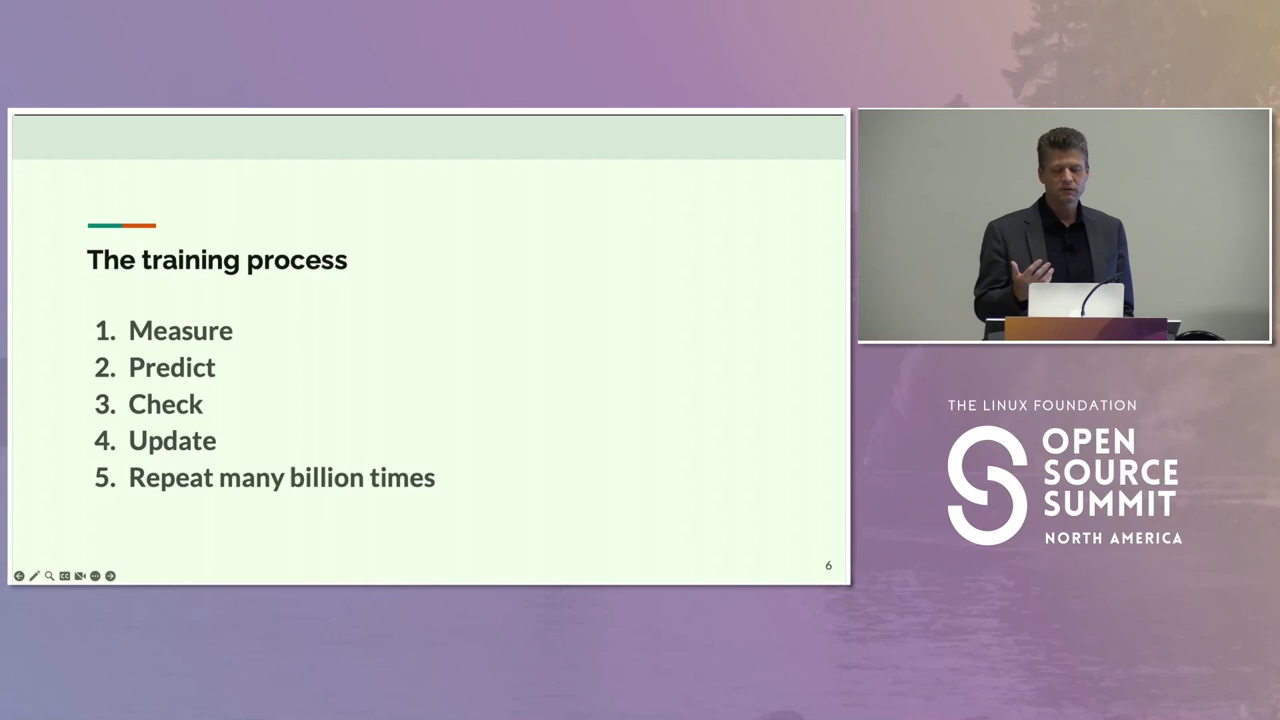 The training process
1. Measure
2. Predict
3. Check
4. Update
5. Repeat many billion times
6
THE LINUX FOUNDATION
OPEN
SOURCE
SUMMIT
NORTH AMERICA